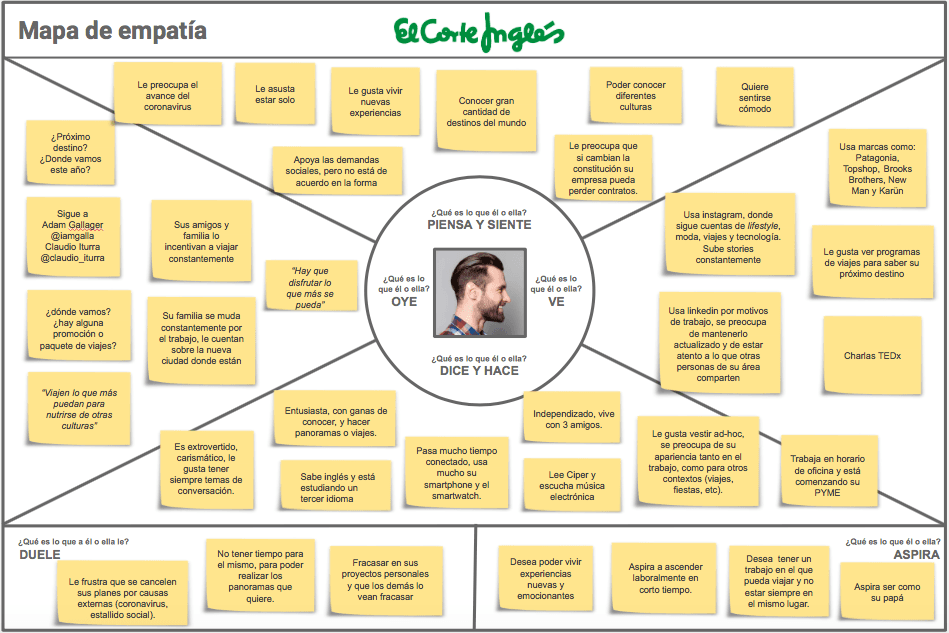 Mapa de empatía
El Corte Inglés
Le preocupa el
avance del
coronavirus
Le asusta
estar solo
Le gusta vivir
nuevas
experiencias
Conocer gran
cantidad de
destinos del mundo
Poder conocer
diferentes
culturas
Quiere
sentirse
cómodo
Apoya las demandas
sociales, pero no está de
acuerdo en la forma
Le preocupa que
si cambian la
constitución su
empresa pueda
perder contratos.
¿Qué es lo que él o ella?
PIENSA Y SIENTE
¿Próximo
destino?
¿Donde vamos
este año?
Sigue a
Adam Gallager
@iamgalla
Claudio Iturra
@claudio_iturra
Sus amigos y
familia lo
incentivan a viajar
constantemente
"Hay que
disfrutar lo
que más se
pueda"
¿dónde vamos?
¿hay alguna
promoción o
paquete de viajes?
Su familia se muda
constantemente por
el trabajo, le cuentan
sobre la nueva
ciudad donde están
"Viajen lo que más
puedan para
nutrirse de otras
culturas"
¿Qué es lo
que él o ella?
OYE
¿Qué es lo
que él o ella?
VE
Usa marcas como:
Patagonia,
Topshop, Brooks
Brothers, New
Man y Karün
Usa instagram, donde
sigue cuentas de lifestyle,
moda, viajes y tecnología.
Sube stories
constantemente
Le gusta ver programas
de viajes para saber su
próximo destino
Usa linkedin por motivos
de trabajo, se preocupa
de mantenerlo
actualizado y de estar
atento a lo que otras
personas de su área
comparten
Charlas TEDx
¿Qué es lo que él o ella?
DICE Y HACE
Es extrovertido,
carismático, le
gusta tener
siempre temas de
conversación.
Entusiasta, con ganas de
conocer, y hacer
panoramas o viajes.
Sabe inglés y está
estudiando un
tercer idioma
Pasa mucho tiempo
conectado, usa
mucho su
smartphone y el
smartwatch.
Independizado, vive
con 3 amigos.
Lee Ciper y
escucha música
electrónica
Le gusta vestir ad-hoc,
se preocupa de su
apariencia tanto en el
trabajo, como para otros
contextos (viajes,
fiestas, etc).
Trabaja en horario
de oficina y está
comenzando su
PYME
¿Qué es lo que a él o ella le?
DUELE
Le frustra que se cancelen
sus planes por causas
externas (coronavirus,
estallido social).
No tener tiempo para
el mismo, para poder
realizar los
panoramas que
quiere.
Fracasar en sus
proyectos personales
y que los demás lo
vean fracasar
¿Qué es lo que él o ella?
ASPIRA
Desea poder vivir
experiencias
nuevas y
emocionantes
Aspira a ascender
laboralmente en
corto tiempo.
Desea tener un
trabajo en el que
pueda viajar y no
estar siempre en
el mismo lugar.
Aspira ser como
su papá